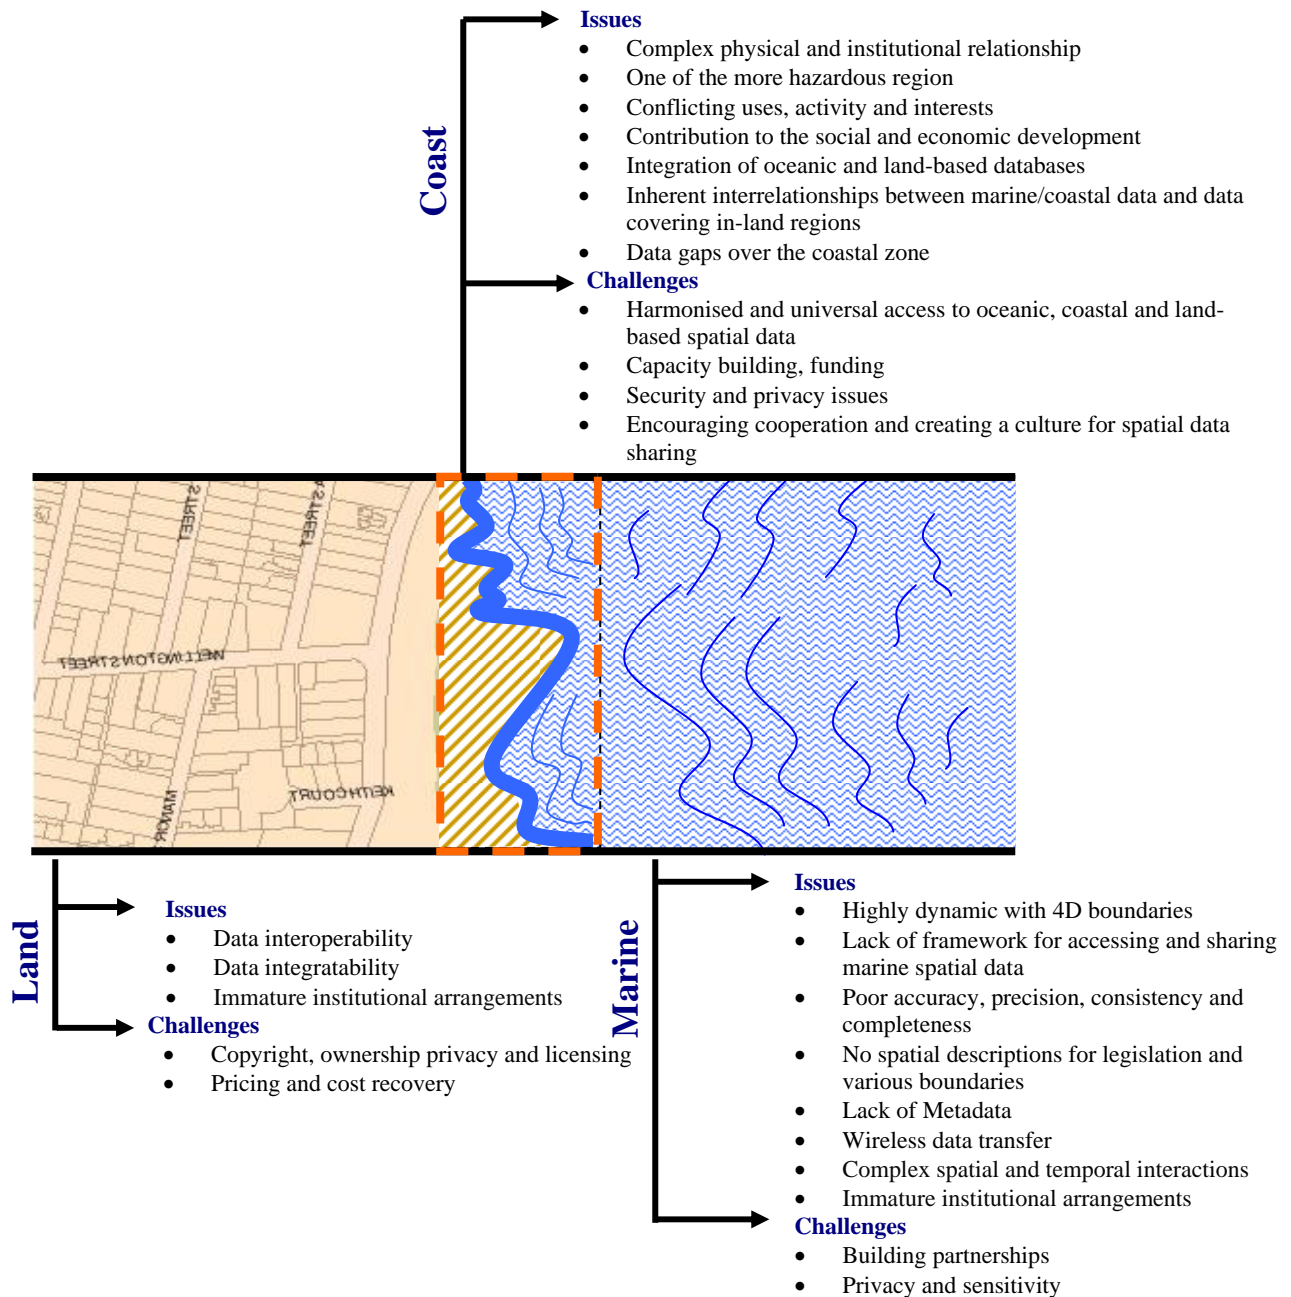 Issues
• Complex physical and institutional relationship
• One of the more hazardous region
• Conflicting uses, activity and interests
• Contribution to the social and economic development
• Integration of oceanic and land-based databases
• Inherent interrelationships between marine/coastal data and data
covering in-land regions
• Data gaps over the coastal zone
Coast
Challenges
• Harmonised and universal access to oceanic, coastal and land-
based spatial data
• Capacity building, funding
• Security and privacy issues
• Encouraging cooperation and creating a culture for spatial data
sharing
STREET
A STREET
WELLINGTON STREET
KEITH COURT
MANOR
Land
Issues
• Data interoperability
• Data integratability
• Immature institutional arrangements
Challenges
• Copyright, ownership privacy and licensing
• Pricing and cost recovery
Marine
Issues
• Highly dynamic with 4D boundaries
• Lack of framework for accessing and sharing
marine spatial data
• Poor accuracy, precision, consistency and
completeness
• No spatial descriptions for legislation and
various boundaries
• Lack of Metadata
• Wireless data transfer
• Complex spatial and temporal interactions
• Immature institutional arrangements
Challenges
• Building partnerships
• Privacy and sensitivity